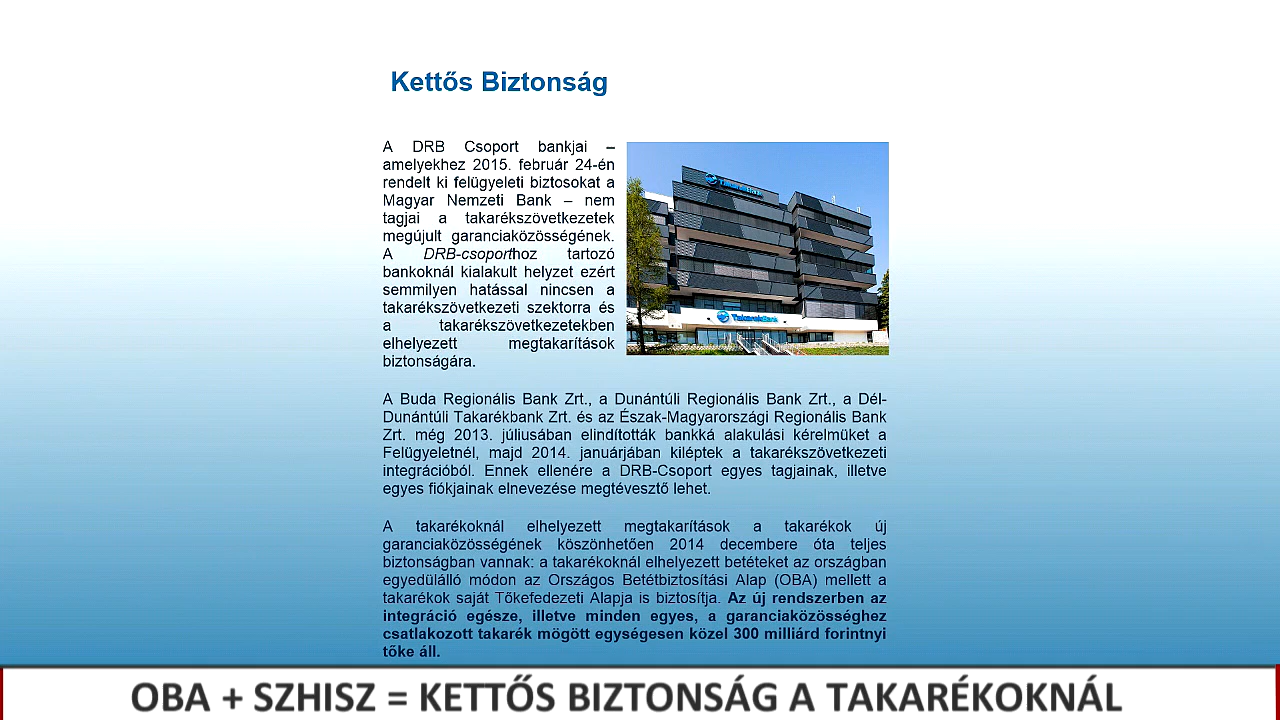 Kettős Biztonság
A DRB Csoport bankjai –
amelyekhez 2015. február 24-én
rendelt ki felügyeleti biztosokat a
Magyar Nemzeti Bank – nem
tagjai a takarékszövetkezetek
megújult garanciaközösségének.
A DRB-csoporthoz tartozó
bankoknál kialakult helyzet ezért
semmilyen hatással nincsen a
takarékszövetkezeti szektorra és
a takarékszövetkezetekben
elhelyezett megtakarítások
biztonságára.
TakarékBank
TakarékBank
A Buda Regionális Bank Zrt., a Dunántúli Regionális Bank Zrt., a Dél-
Dunántúli Takarékbank Zrt. és az Észak-Magyarországi Regionális Bank
Zrt. még 2013. júliusában elindították bankká alakulási kérelmüket a
Felügyeletnél, majd 2014. januárjában kiléptek a takarékszövetkezeti
integrációból. Ennek ellenére a DRB-Csoport egyes tagjainak, illetve
egyes fiókjainak elnevezése megtévesztő lehet.
A takarékoknál elhelyezett megtakarítások a takarékok új
garanciaközösségének köszönhetően 2014 decembere óta teljes
biztonságban vannak: a takarékoknál elhelyezett betéteket az országban
egyedülálló módon az Országos Betétbiztosítási Alap (OBA) mellett a
takarékok saját Tőkefedezeti Alapja is biztosítja. Az új rendszerben az
integráció egésze, illetve minden egyes, a garanciaközösséghez
csatlakozott takarék mögött egységesen közel 300 milliárd forintnyi
tőke áll.
OBA + SZHISZ = KETTŐS BIZTONSÁG A TAKARÉKOKNÁL